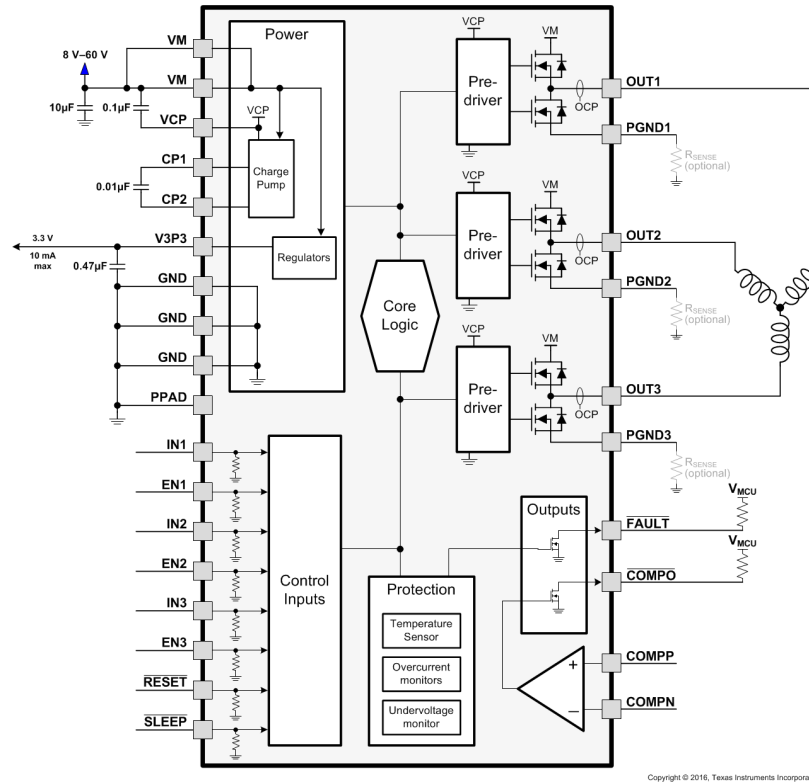 Power
VM
8 V–60 V
VM
10µF
0.1µF
VCP
VCP
CP1
Charge
Pump
0.01µF
CP2
V3P3
3.3 V
10 mA
max
Regulators
0.47µF
GND
GND
GND
PPAD
Core
Logic
VCP
VM
Pre-
driver
OCP
OUT1
PGND1
RSENSE
(optional)
VCP
VM
Pre-
driver
OCP
OUT2
PGND2
RSENSE
(optional)
VCP
VM
Pre-
driver
OCP
OUT3
PGND3
RSENSE
(optional)
IN1
EN1
IN2
EN2
IN3
EN3
RESET
SLEEP
Control
Inputs
Protection
Temperature
Sensor
Overcurrent
monitors
Undervoltage
monitor
Outputs
VMCU
FAULT
VMCU
COMPO
+
COMPP
−
COMPN
Copyright © 2016, Texas Instruments Incorpora